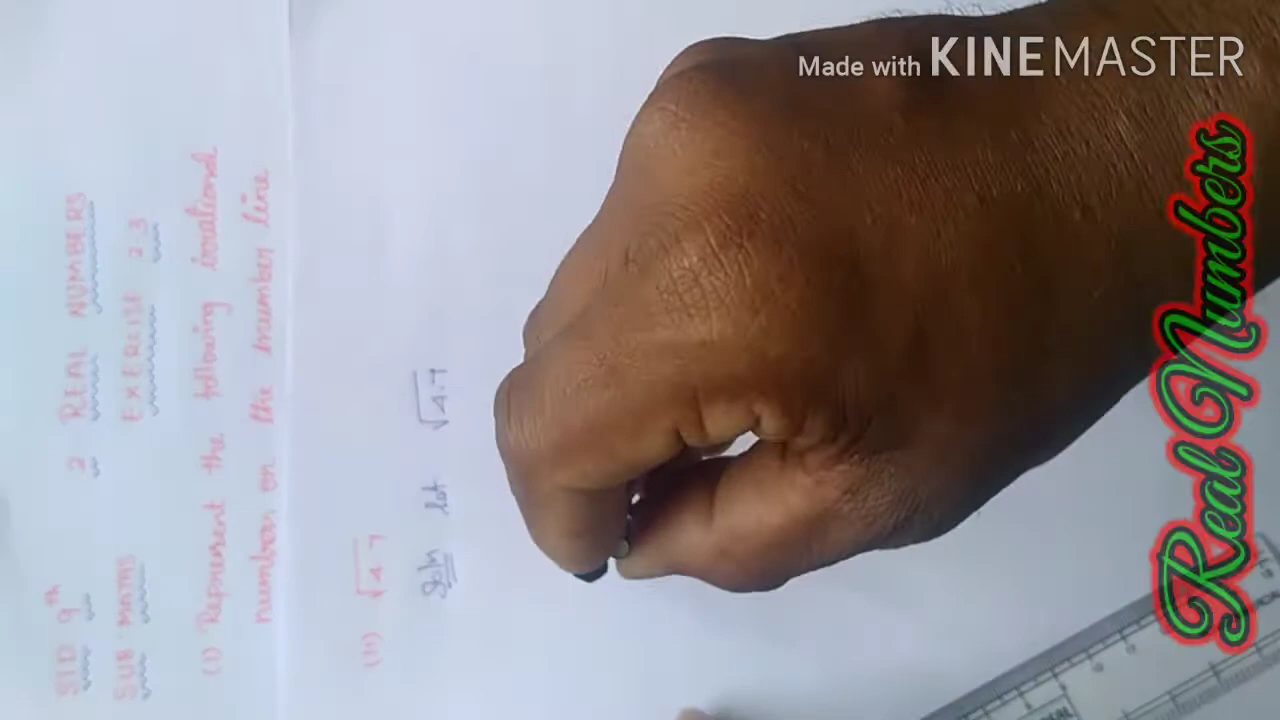 STD 9th 2 REAL NUMBERS
SUB MATHS EXERCISE 2.3
(1) Represent the following irrational
number on the number line
(ii) √4.7
Soln let √4.7
Made with KINEMASTER
Real Numbers